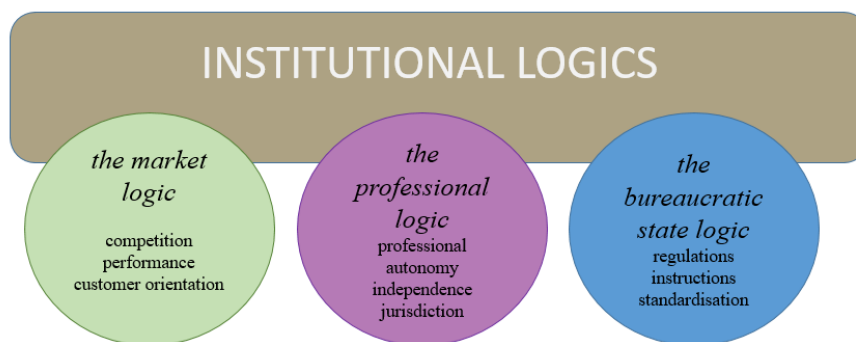 INSTITUTIONAL LOGICS
the market
logic
competition
performance
customer orientation
the
professional
logic
professional
autonomy
independence
jurisdiction
the
bureaucratic
state logic
regulations
instructions
standardisation